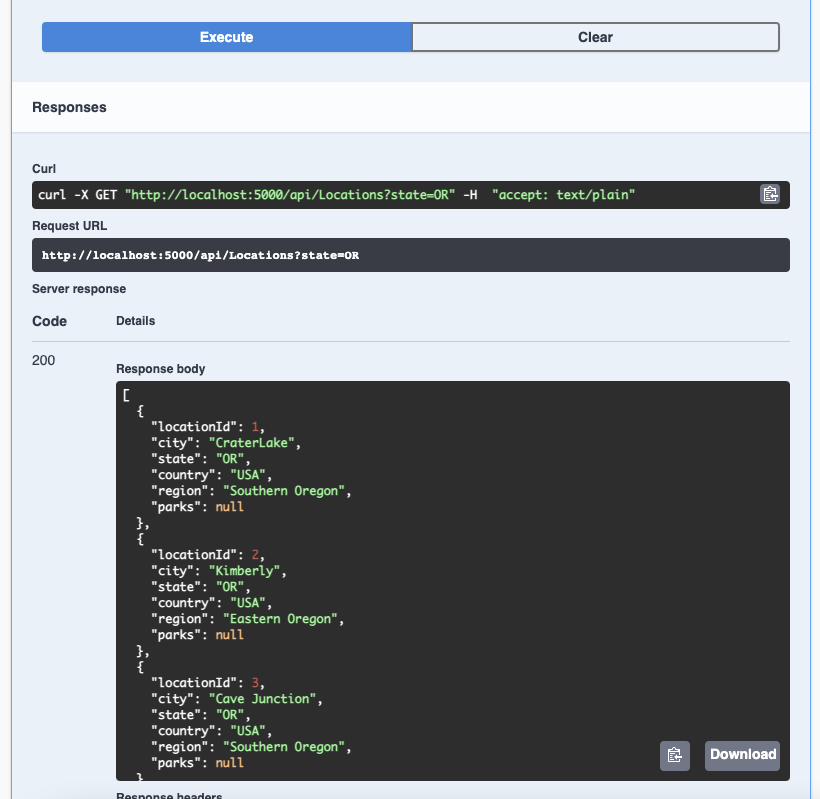 Execute Clear
Responses
Curl
curl -X GET "http://localhost:5000/api/Locations?state=OR" -H  "accept: text/plain"
Request URL
http://localhost:5000/api/Locations?state=OR
Server response
Code Details
200
Response body
[
  {
    "locationId": 1,
    "city": "CraterLake",
    "state": "OR",
    "country": "USA",
    "region": "Southern Oregon",
    "parks": null
  },
  {
    "locationId": 2,
    "city": "Kimberly",
    "state": "OR",
    "country": "USA",
    "region": "Eastern Oregon",
    "parks": null
  },
  {
    "locationId": 3,
    "city": "Cave Junction",
    "state": "OR",
    "country": "USA",
    "region": "Southern Oregon",
    "parks": null
  }
Download
Response headers